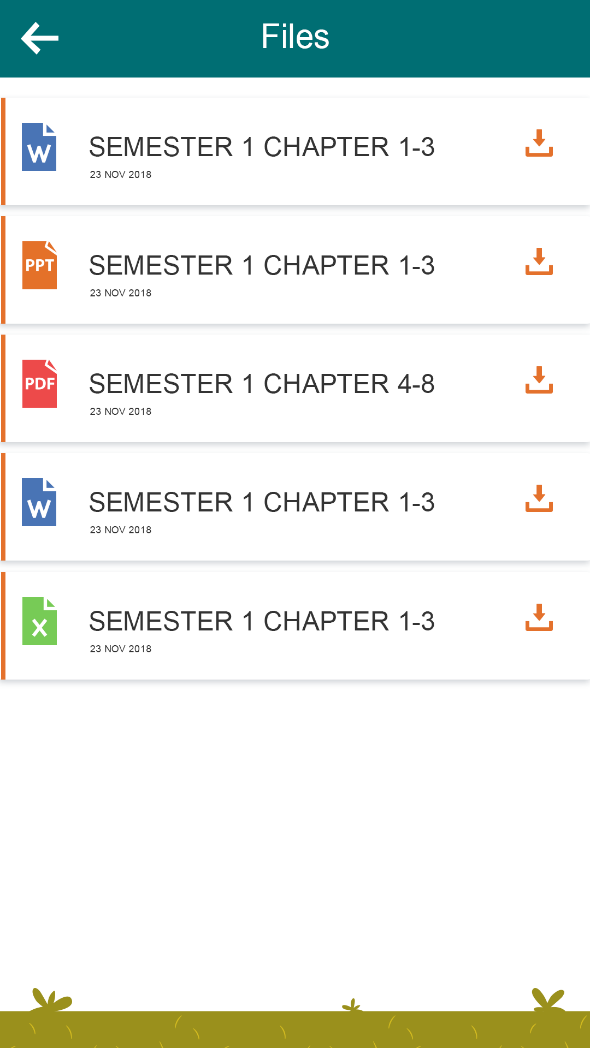 Files
W
SEMESTER 1 CHAPTER 1-3
23 NOV 2018
PPT
SEMESTER 1 CHAPTER 1-3
23 NOV 2018
PDF
SEMESTER 1 CHAPTER 4-8
23 NOV 2018
W
SEMESTER 1 CHAPTER 1-3
23 NOV 2018
X
SEMESTER 1 CHAPTER 1-3
23 NOV 2018